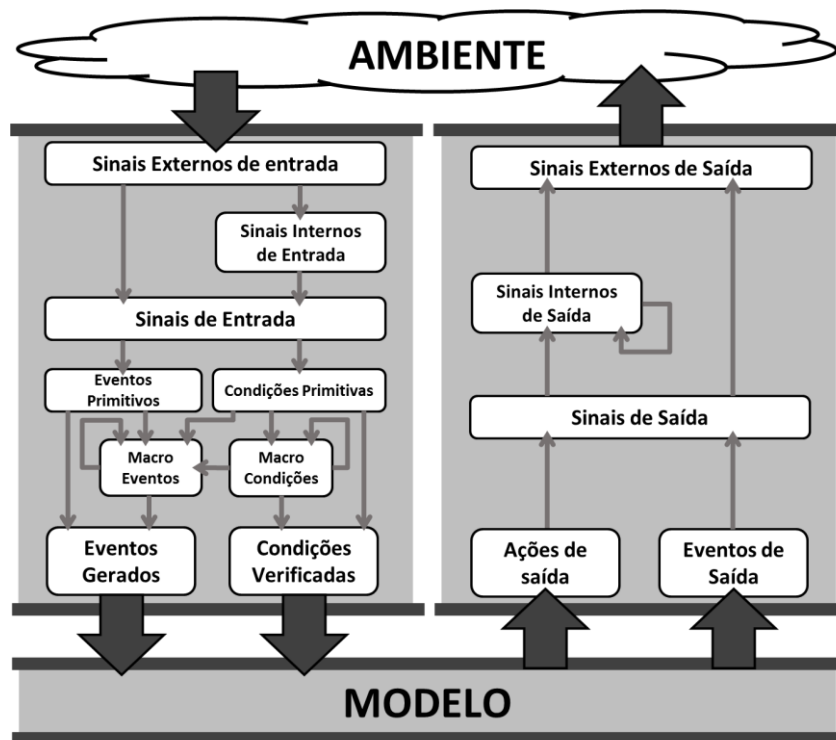 AMBIENTE
Sinais Externos de entrada
Sinais Internos
de Entrada
Sinais de Entrada
Eventos
Primitivos
Condições Primitivas
Macro
Eventos
Macro
Condições
Eventos
Gerados
Condições
Verificadas
Sinais Externos de Saída
Sinais Internos
de Saída
Sinais de Saída
Ações de
saída
Eventos de
Saída
MODELO